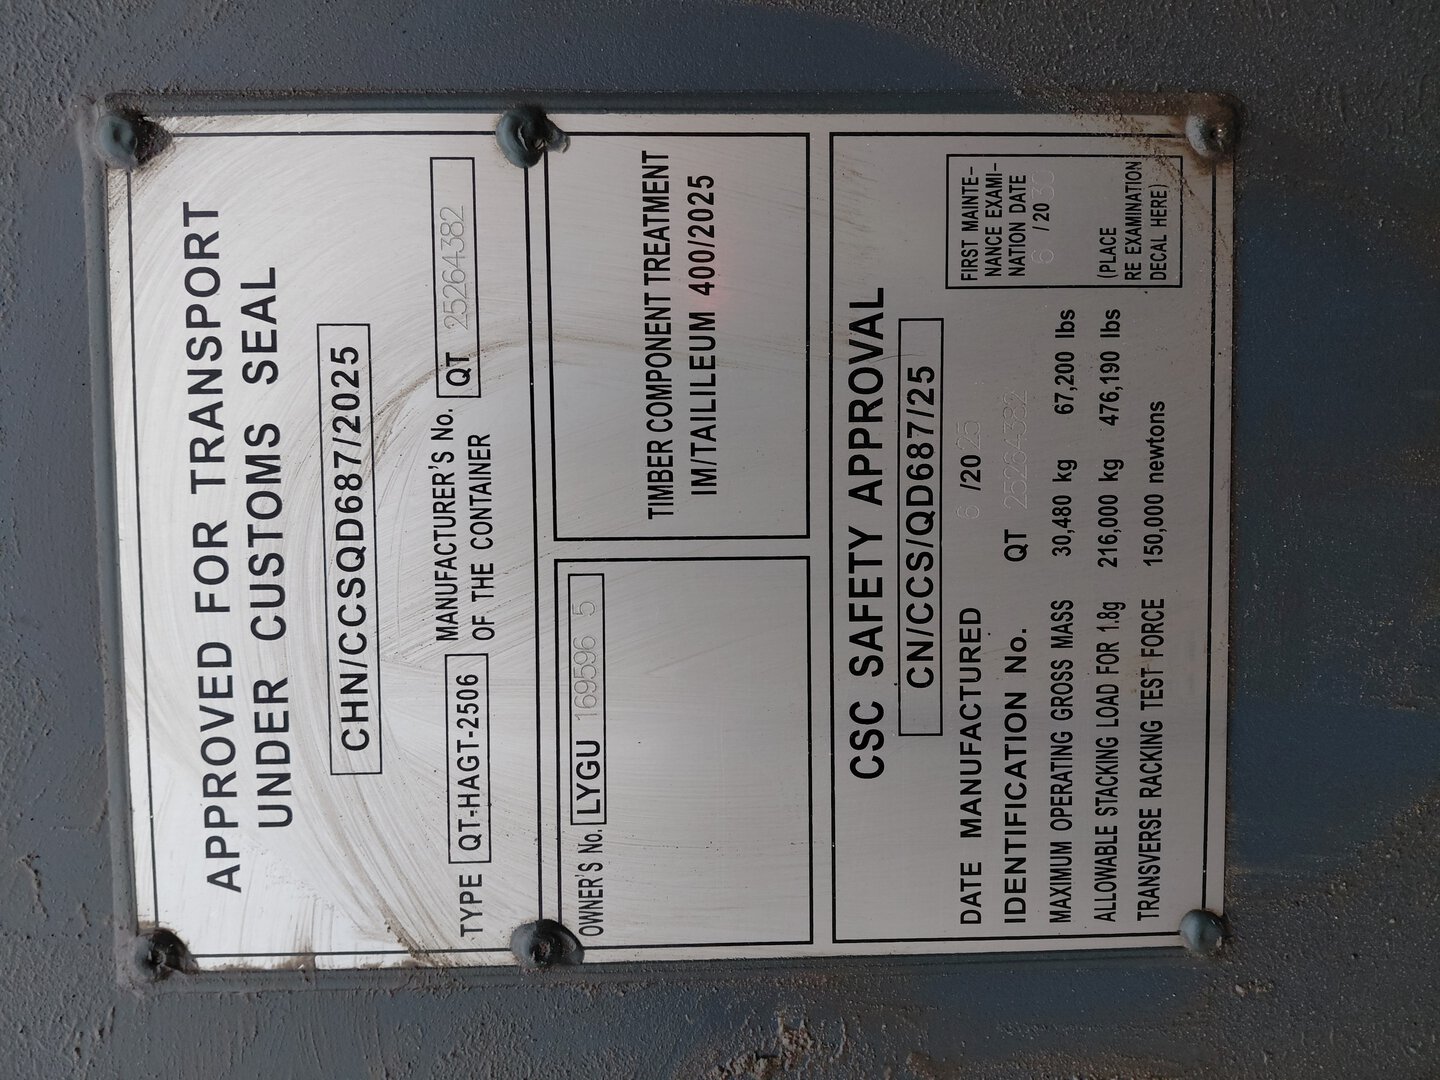 APPROVED FOR TRANSPORT
UNDER CUSTOMS SEAL
CHN/CCSQD687/2025
TYPE QT-HAGT-2506
MANUFACTURER'S No.
OF THE CONTAINER
QT 25264382
OWNER'S No. LYGU 169596 5
TIMBER COMPONENT TREATMENT
IM/TAILILEUM 400/2025
CSC SAFETY APPROVAL
CN/CCS/QD687/25
DATE MANUFACTURED 6 /2025
IDENTIFICATION No. QT 25264382
MAXIMUM OPERATING GROSS MASS 30,480 kg 67,200 lbs
ALLOWABLE STACKING LOAD FOR 1.8g 216,000 kg 476,190 lbs
TRANSVERSE RACKING TEST FORCE 150,000 newtons
FIRST MAINTE-
NANCE EXAMI-
NATION DATE
6 /2030
(PLACE
RE EXAMINATION
DECAL HERE)